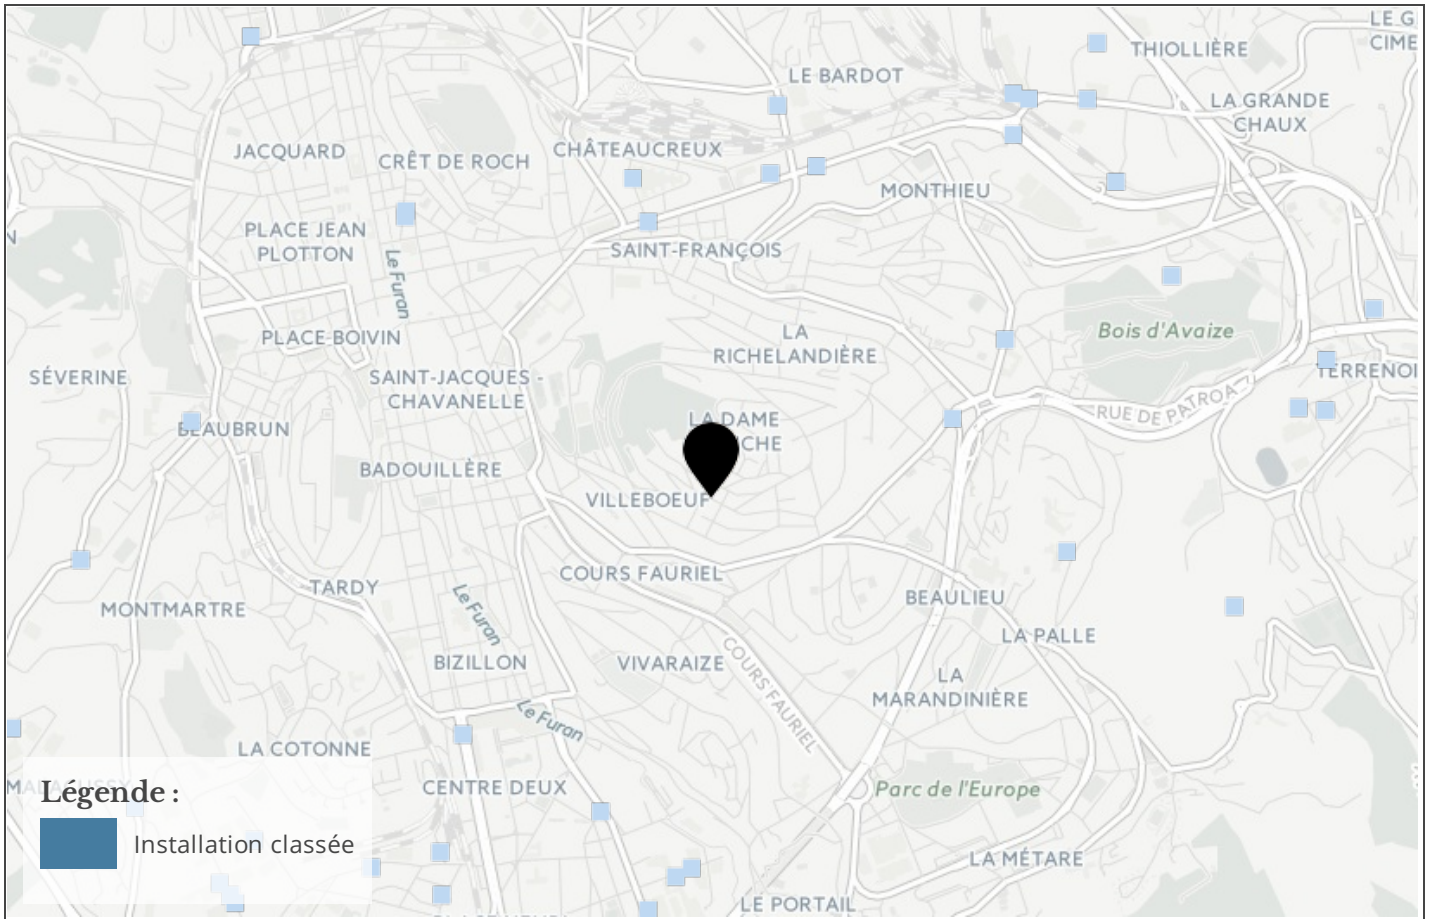 LE G
CIME
THIOLLIÈRE
LE BARDOT
LA GRANDE
CHAUX
JACQUARD
CRÊT DE ROCH
CHÂTEAUCREUX
MONTHIEU
N
PLACE JEAN
PLOTTON
Le Furan
SAINT-FRANÇOIS
PLACE BOIVIN
LA
RICHELANDIÈRE
Bois d'Avaize
SÉVERINE
SAINT-JACQUES -
CHAVANELLE
TERRENOI
RUE DE PATROA
LA DAME
CHE
BEAUBRUN
BADOUILLÈRE
VILLEBOEUF
COURS FAURIEL
TARDY
MONTMARTRE
Le Furan
BEAULIEU
LA PALLE
BIZILLON
VIVARAIZE
COURS FAURIEL
LA
MARANDINIÈRE
Le Furan
LA COTONNE
CENTRE DEUX
Parc de l'Europe
Légende :
Installation classée
LA MÉTARE
LE PORTAIL